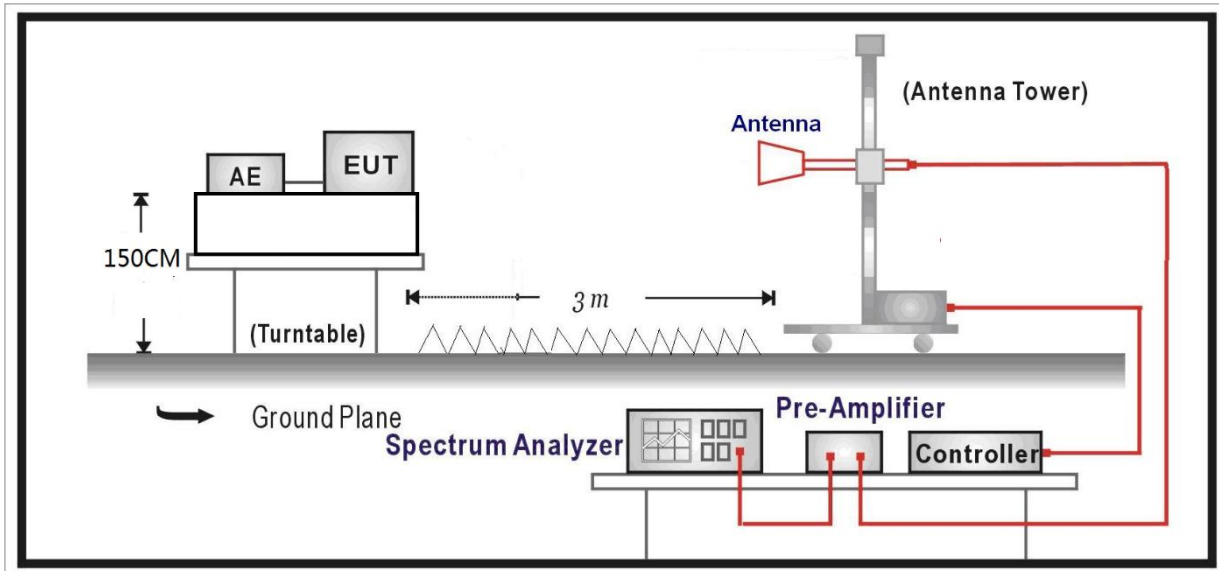 (Antenna Tower)
Antenna
AE
EUT
150CM
3 m
(Turntable)
Ground Plane
Pre-Amplifier
Spectrum Analyzer
Controller